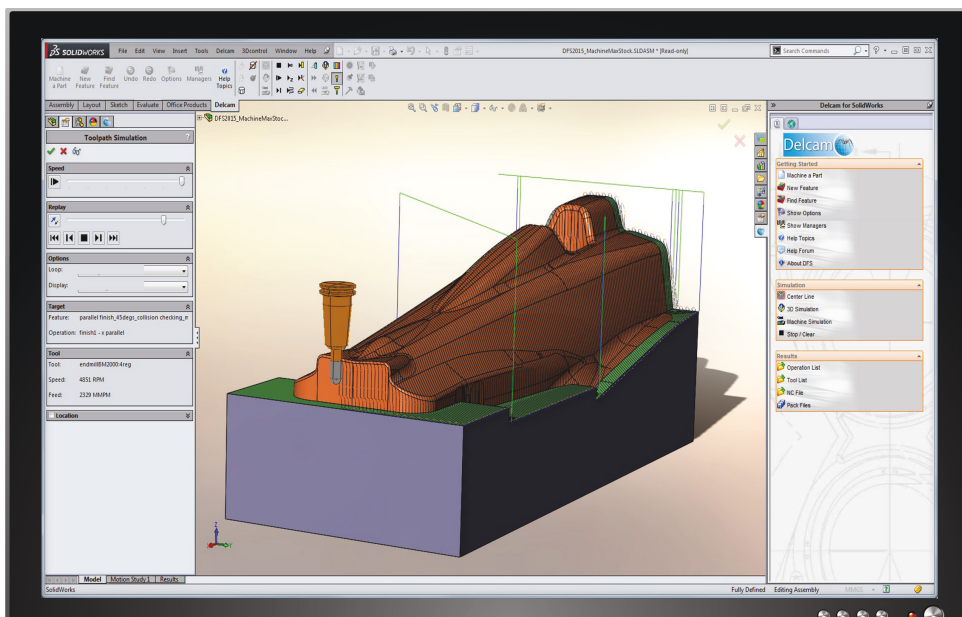 SOLIDWORKS File Edit View Insert Tools Delcam 3Dcontrol Window Help
DFS2015_MachineMaxStock.SLDASM * [Read-only]
Search Commands
Machine a Part
New Feature
Find Feature
Undo Redo Options Managers
Help Topics
Assembly Layout Sketch Evaluate Office Products Delcam
DFS2015_MachineMaxStoc...
Toolpath Simulation
?
Speed
Replay
Options
Loop:
Display:
Target
Feature: parallel finish_45degs_collision checking_r
Operation: finish1 - x parallel
Tool
Tool: endmillBM2000:4reg
Speed: 4851 RPM
Feed: 2329 MMPM
Location
Z
Delcam for SolidWorks
Delcam
Getting Started
Machine a Part
New Feature
Find Feature
Show Options
Show Managers
Help Topics
Help Forum
About DFS
Simulation
Center Line
3D Simulation
Machine Simulation
Stop / Clear
Results
Operation List
Tool List
NC File
Pack Files
Model Motion Study 1 Results
SolidWorks
Fully Defined Editing Assembly MMGS